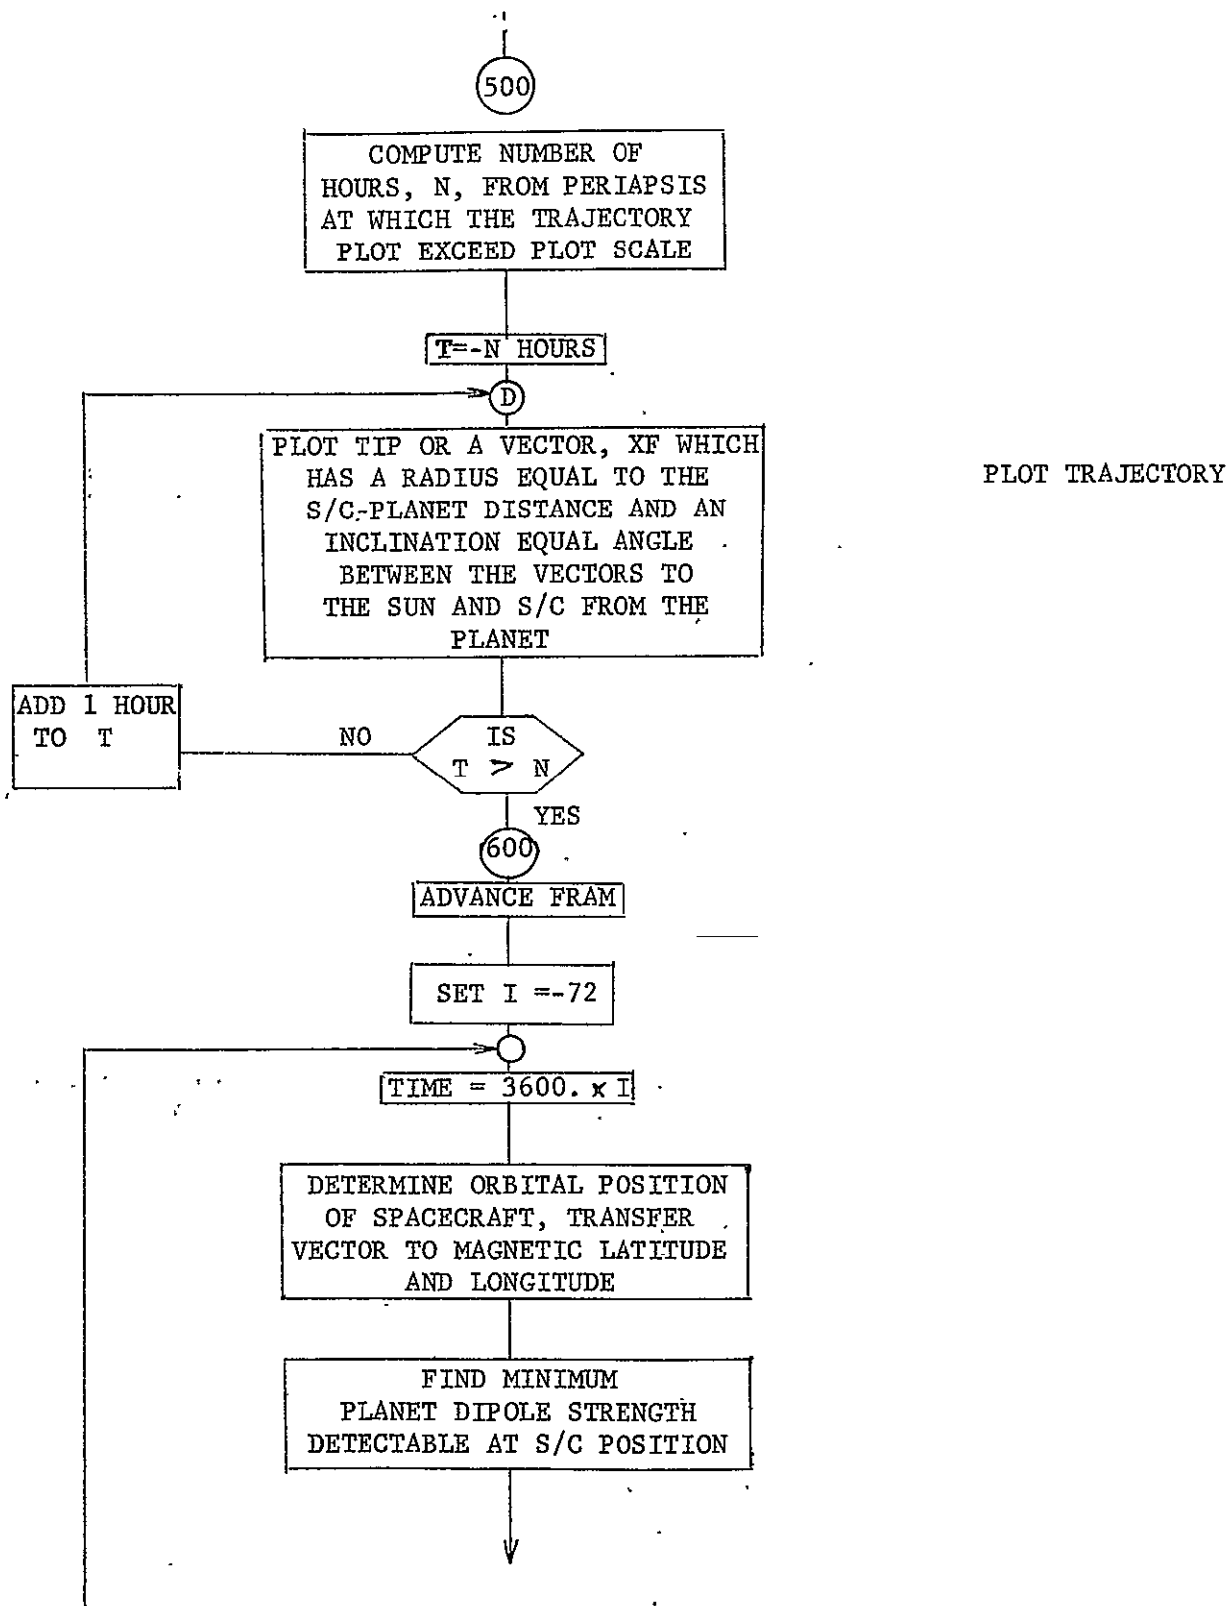 500
COMPUTE NUMBER OF
HOURS, N, FROM PERIAPSIS
AT WHICH THE TRAJECTORY
PLOT EXCEED PLOT SCALE
T=-N HOURS
D
PLOT TIP OR A VECTOR, XF WHICH
HAS A RADIUS EQUAL TO THE
S/C-PLANET DISTANCE AND AN
INCLINATION EQUAL ANGLE
BETWEEN THE VECTORS TO
THE SUN AND S/C FROM THE
PLANET
PLOT TRAJECTORY
ADD 1 HOUR
TO T
NO
IS
T > N
YES
600
ADVANCE FRAM
SET I =-72
TIME = 3600. x I
DETERMINE ORBITAL POSITION
OF SPACECRAFT, TRANSFER
VECTOR TO MAGNETIC LATITUDE
AND LONGITUDE
FIND MINIMUM
PLANET DIPOLE STRENGTH
DETECTABLE AT S/C POSITION